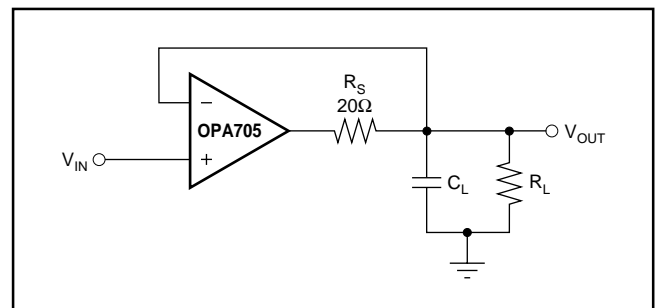 R_S
20Ω
−
OPA705
+
V_IN
V_OUT
C_L
R_L